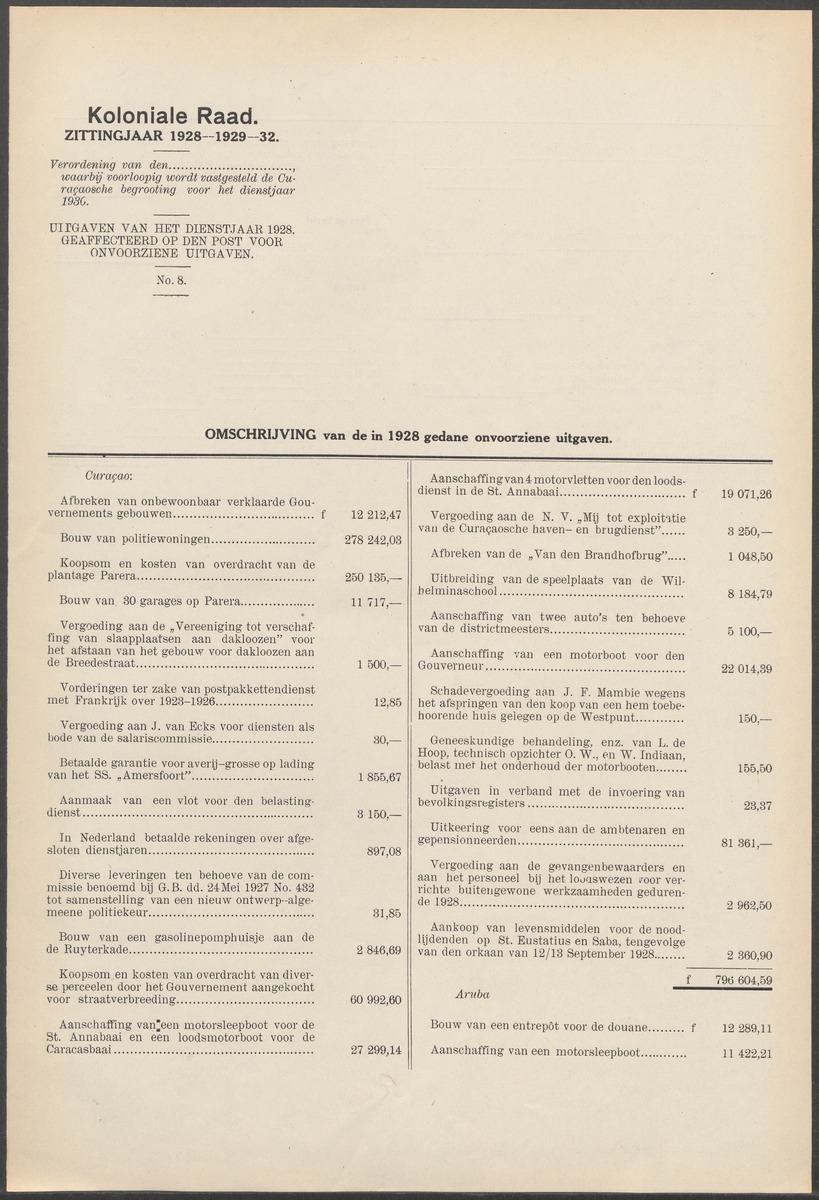 Koloniale Raad.
ZITTINGJAAR 1928--1929--32.
Verordening van den..............................,
waarbij voorloopig wordt vastgesteld de Cu-
raçaosche begrooting voor het dienstjaar
1930.
UITGAVEN VAN HET DIENSTJAAR 1928.
GEAFFECTEERD OP DEN POST VOOR
ONVOORZIENE UITGAVEN.
No. 8.
OMSCHRIJVING van de in 1928 gedane onvoorziene uitgaven.
Curaçao:
Afbreken van onbewoonbaar verklaarde Gou-
vernements gebouwen.................................. f 12 212,47
Bouw van politiewoningen......................... 278 242,03
Koopsom en kosten van overdracht van de
plantage Parera........................................... 250 135,—
Bouw van 30 garages op Parera.................. 11 717,—
Vergoeding aan de „Vereeniging tot verschaf-
fing van slaapplaatsen aan dakloozen” voor
het afstaan van het gebouw voor dakloozen aan
de Breedestraat........................................... 1 500,—
Vorderingen ter zake van postpakkettendienst
met Frankrijk over 1923-1926........................ 12,85
Vergoeding aan J. van Ecks voor diensten als
bode van de salariscommissie......................... 30,—
Betaalde garantie voor averij-grosse op lading
van het SS. „Amersfoort”.............................. 1 855,67
Aanmaak van een vlot voor den belasting-
dienst........................................................ 3 150,—
In Nederland betaalde rekeningen over afge-
sloten dienstjaren........................................ 897,08
Diverse leveringen ten behoeve van de com-
missie benoemd bij G.B. dd. 24 Mei 1927 No. 432
tot samenstelling van een nieuw ontwerp--alge-
meene politiekeur........................................ 31,85
Bouw van een gasolinepomphuisje aan de
de Ruyterkade............................................. 2 846,69
Koopsom en kosten van overdracht van diver-
se perceelen door het Gouvernement aangekocht
voor straatverbreeding................................. 60 992,60
Aanschaffing van een motorsleepboot voor de
St. Annabaai en een loodsmotorboot voor de
Caracasbaai................................................. 27 299,14
Aanschaffing van 4 motorvletten voor den loods-
dienst in de St. Annabaai.............................. f 19 071,26
Vergoeding aan de N. V. „Mij tot exploitatie
van de Curaçaosche haven- en brugdienst”...... 3 250,—
Afbreken van de „Van den Brandhofbrug”..... 1 048,50
Uitbreiding van de speelplaats van de Wil-
helminaschool............................................. 8 184,79
Aanschaffing van twee auto's ten behoeve
van de districtmeesters................................. 5 100,—
Aanschaffing van een motorboot voor den
Gouverneur................................................. 22 014,39
Schadevergoeding aan J. F. Mambie wegens
het afspringen van den koop van een hem toebe-
hoorende huis gelegen op de Westpunt............ 150,—
Geneeskundige behandeling, enz. van L. de
Hoop, technisch opzichter O. W., en W. Indiaan,
belast met het onderhoud der motorbooten........ 155,50
Uitgaven in verband met de invoering van
bevolkingsregisters...................................... 23,37
Uitkeering voor eens aan de ambtenaren en
gepensionneerden......................................... 81 361,—
Vergoeding aan de gevangenbewaarders en
aan het personeel bij het loodswezen voor ver-
richte buitengewone werkzaamheden geduren-
de 1928....................................................... 2 962,50
Aankoop van levensmiddelen voor de nood-
lijdenden op St. Eustatius en Saba, tengevolge
van den orkaan van 12/13 September 1928........ 2 360,90
f 796 604,59
Aruba
Bouw van een entrepôt voor de douane......... f 12 289,11
Aanschaffing van een motorsleepboot............ 11 422,21